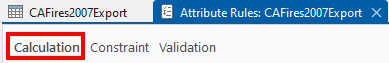 CAFires2007Export Attribute Rules: CAFires2007Export
Calculation Constraint Validation